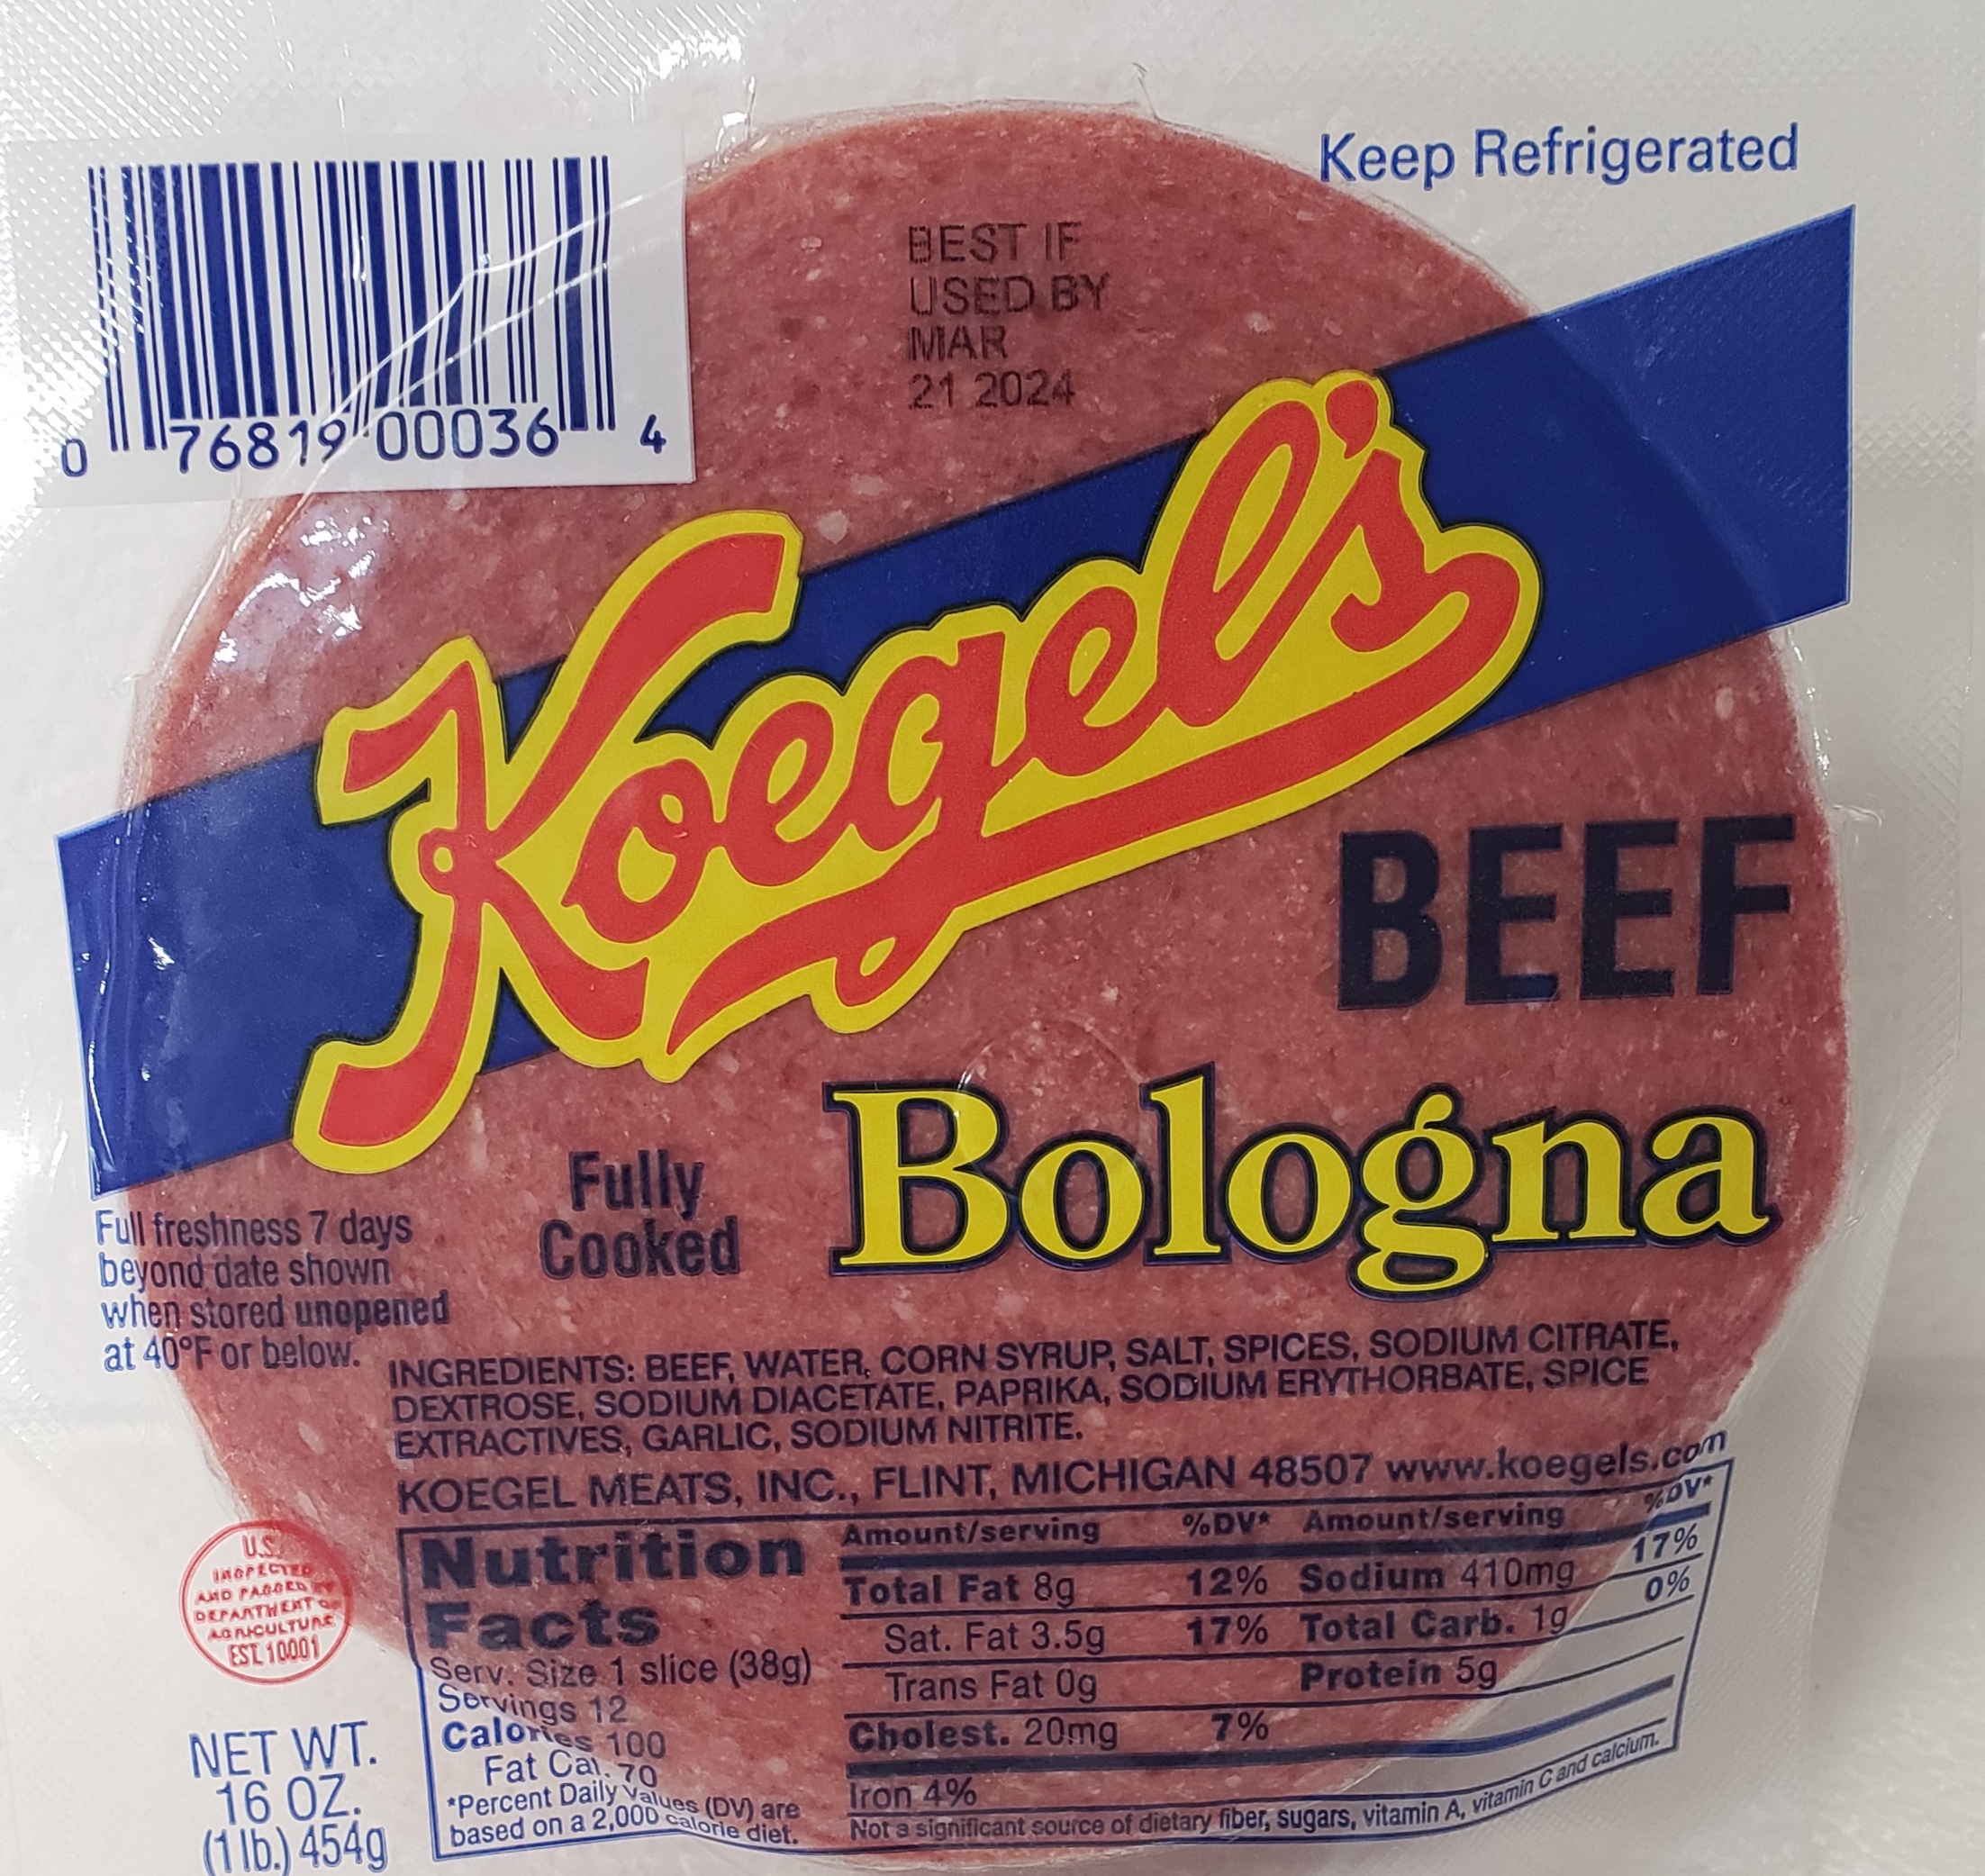 Keep Refrigerated
0 76819 00036 4
BEST IF
USED BY
MAR
21 2024
Koegel's
BEEF
Bologna
Fully
Cooked
Full freshness 7 days
beyond date shown
when stored unopened
at 40°F or below.
INGREDIENTS: BEEF, WATER, CORN SYRUP, SALT, SPICES, SODIUM CITRATE,
DEXTROSE, SODIUM DIACETATE, PAPRIKA, SODIUM ERYTHORBATE, SPICE
EXTRACTIVES, GARLIC, SODIUM NITRITE.
KOEGEL MEATS, INC., FLINT, MICHIGAN 48507 www.koegels.com
U.S.
INSPECTED
AND PASSED BY
DEPARTMENT OF
AGRICULTURE
EST. 10001
NET WT.
16 OZ.
(1 lb.) 454g
Nutrition
Facts
Serv. Size 1 slice (38g)
Servings 12
Calories 100
Fat Cal. 70
*Percent Daily Values (DV) are
based on a 2,000 calorie diet.
Amount/serving %DV* Amount/serving %DV*
Total Fat 8g 12% Sodium 410mg 17%
Sat. Fat 3.5g 17% Total Carb. 1g 0%
Trans Fat 0g Protein 5g
Cholest. 20mg 7%
Iron 4%
Not a significant source of dietary fiber, sugars, vitamin A, vitamin C and calcium.